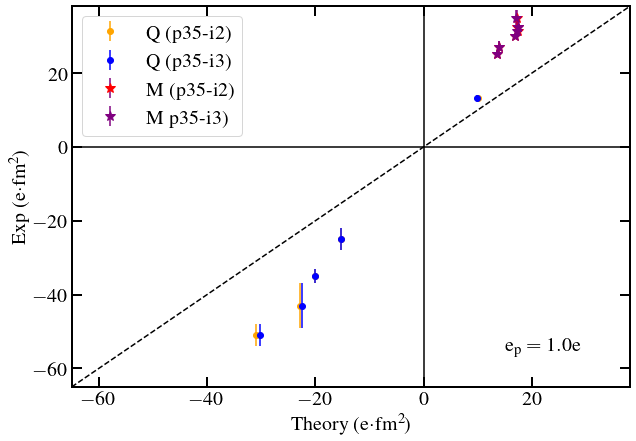 Q (p35-i2)
Q (p35-i3)
M (p35-i2)
M p35-i3)
20
0
−20
−40
−60
Exp (e·fm²)
eₚ = 1.0e
−60 −40 −20 0 20
Theory (e·fm²)